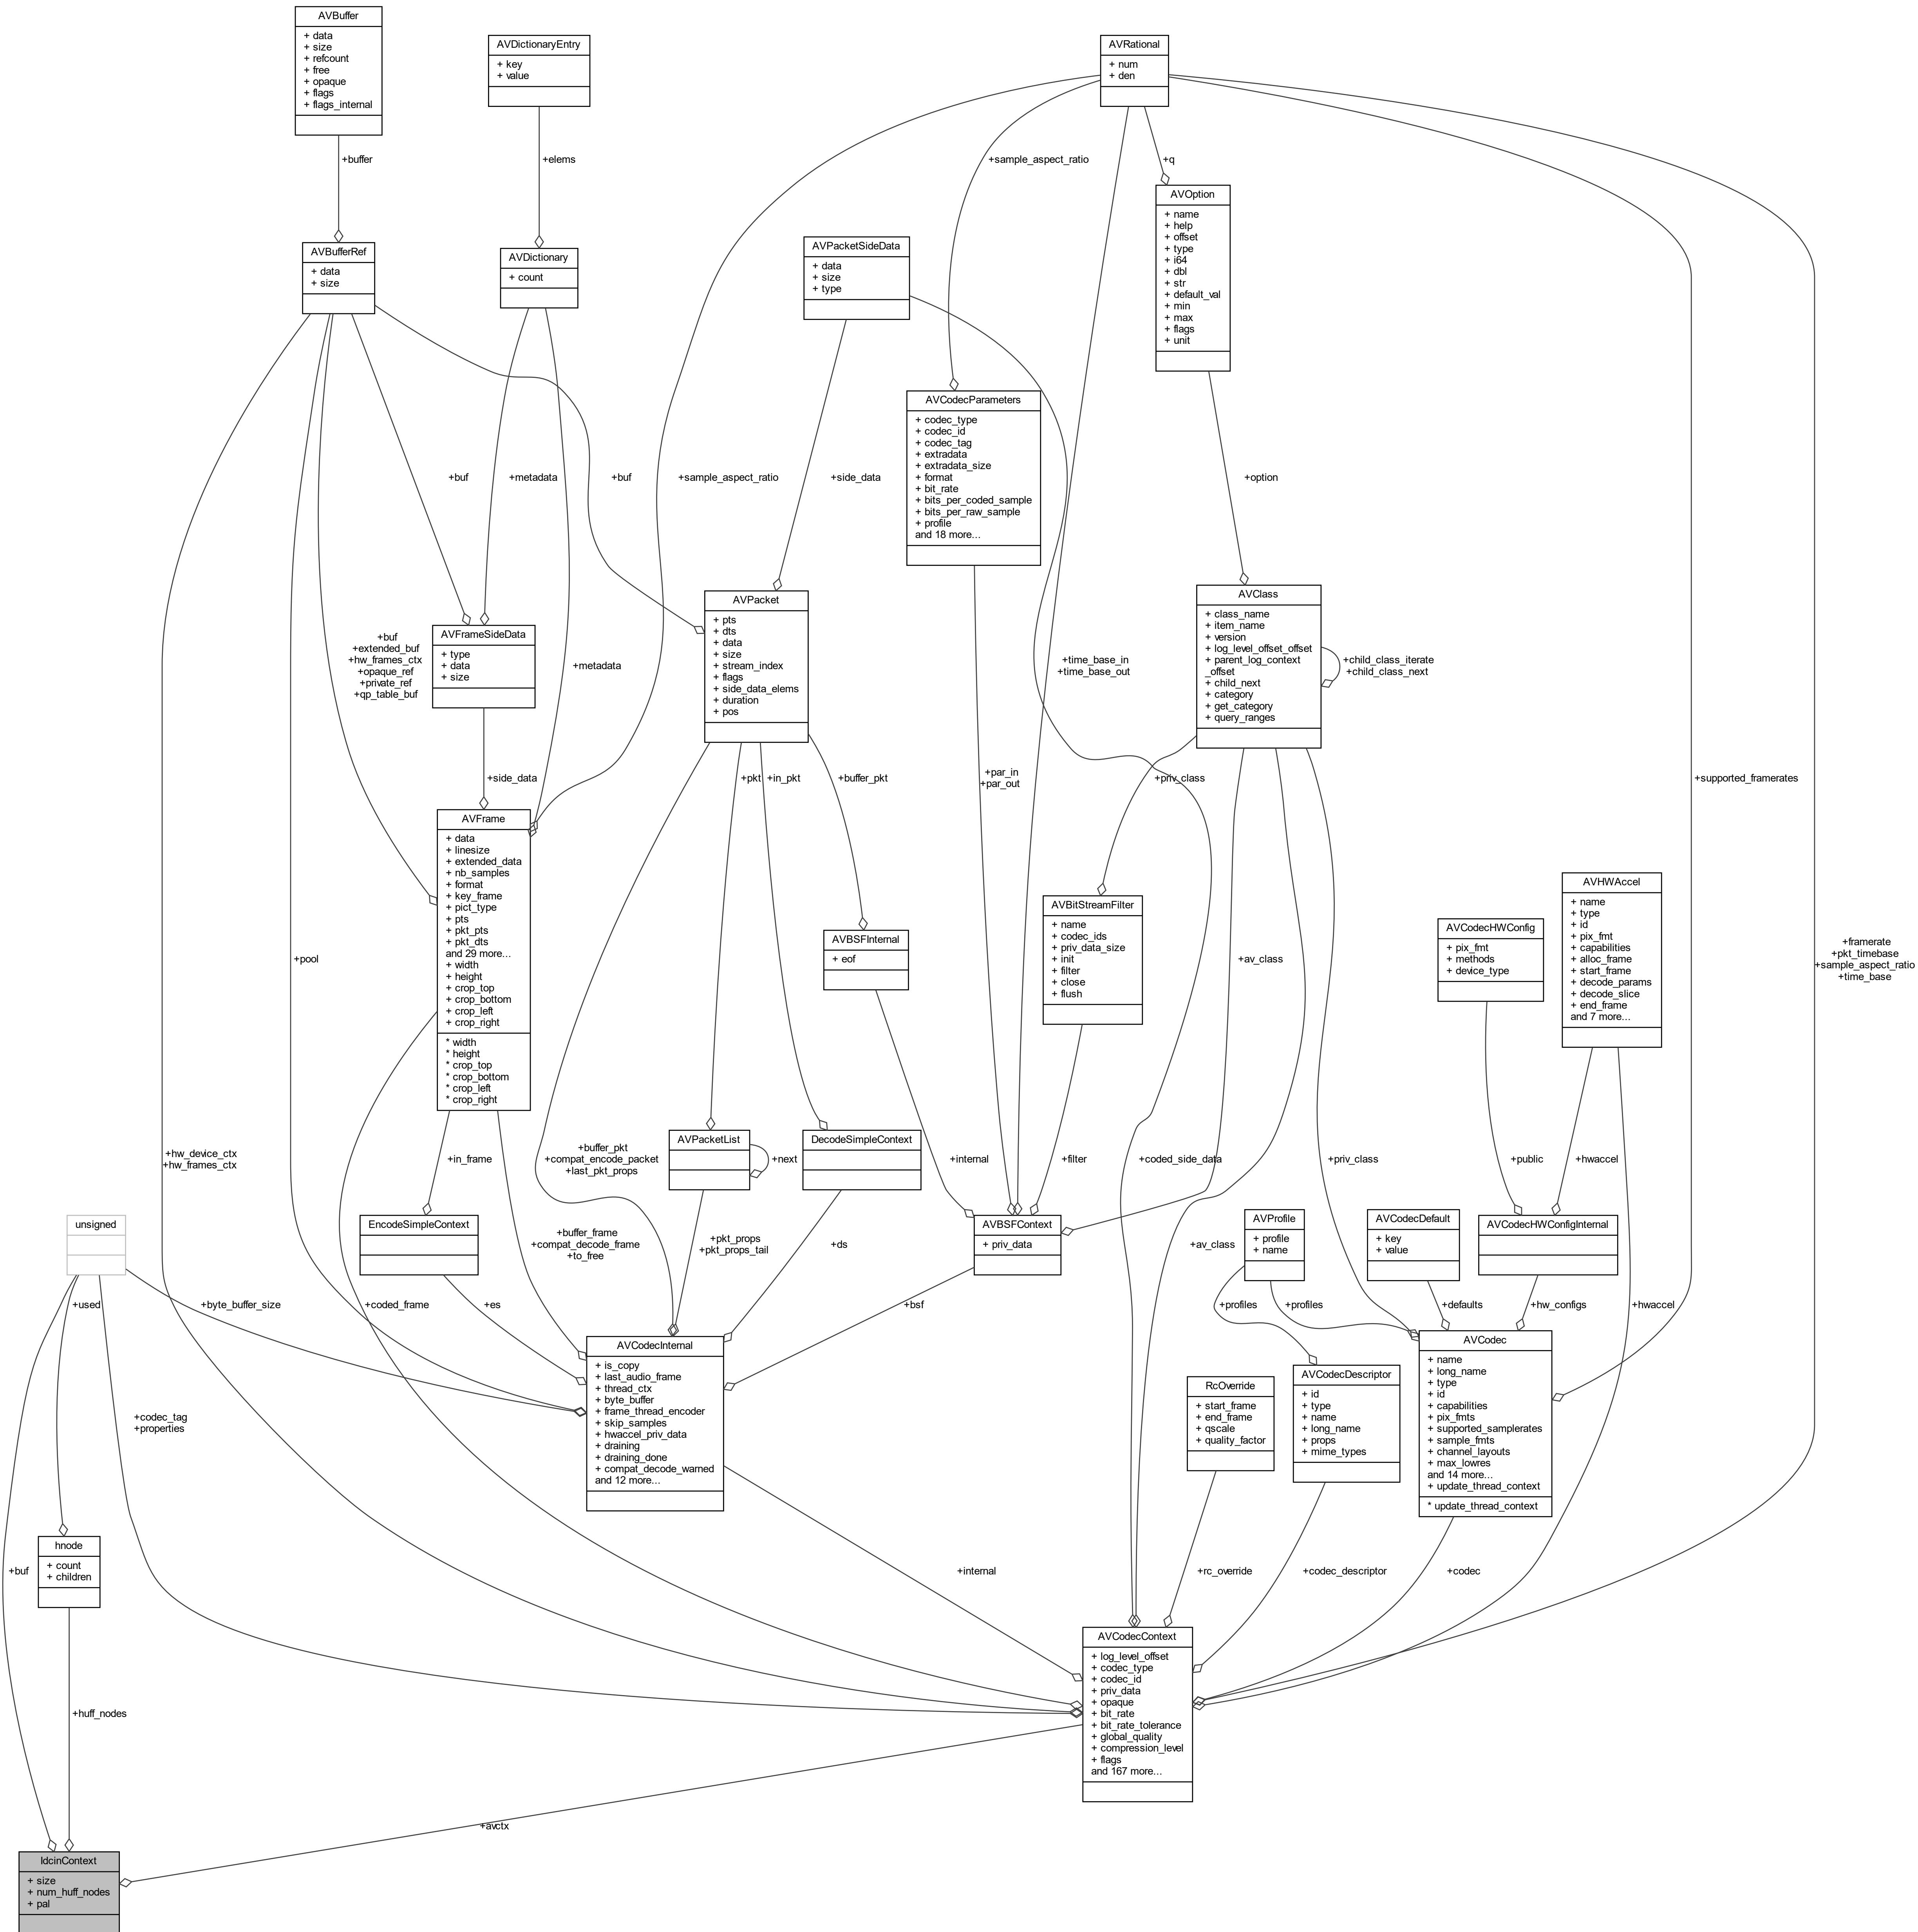 AVBuffer
+ data
+ size
+ refcount
+ free
+ opaque
+ flags
+ flags_internal
AVDictionaryEntry
+ key
+ value
AVRational
+ num
+ den
+buffer
+elems
+sample_aspect_ratio
+q
AVOption
+ name
+ help
+ offset
+ type
+ i64
+ dbl
+ str
+ default_val
+ min
+ max
+ flags
+ unit
AVBufferRef
+ data
+ size
AVDictionary
+ count
AVPacketSideData
+ data
+ size
+ type
AVCodecParameters
+ codec_type
+ codec_id
+ codec_tag
+ extradata
+ extradata_size
+ format
+ bit_rate
+ bits_per_coded_sample
+ bits_per_raw_sample
+ profile
and 18 more...
+buf
+metadata
+buf
+sample_aspect_ratio
+side_data
+option
AVPacket
+ pts
+ dts
+ data
+ size
+ stream_index
+ flags
+ side_data_elems
+ duration
+ pos
AVClass
+ class_name
+ item_name
+ version
+ log_level_offset_offset
+ parent_log_context
_offset
+ child_next
+ category
+ get_category
+ query_ranges
+child_class_iterate
+child_class_next
+buf
+extended_buf
+hw_frames_ctx
+opaque_ref
+private_ref
+qp_table_buf
AVFrameSideData
+ type
+ data
+ size
+metadata
+time_base_in
+time_base_out
+side_data
+pkt
+in_pkt
+buffer_pkt
+par_in
+par_out
+priv_class
+supported_framerates
AVFrame
+ data
+ linesize
+ extended_data
+ nb_samples
+ format
+ key_frame
+ pict_type
+ pts
+ pkt_pts
+ pkt_dts
and 29 more...
+ width
+ height
+ crop_top
+ crop_bottom
+ crop_left
+ crop_right
* width
* height
* crop_top
* crop_bottom
* crop_left
* crop_right
+pool
AVBSFInternal
+ eof
AVBitStreamFilter
+ name
+ codec_ids
+ priv_data_size
+ init
+ filter
+ close
+ flush
+av_class
AVCodecHWConfig
+ pix_fmt
+ methods
+ device_type
AVHWAccel
+ name
+ type
+ id
+ pix_fmt
+ capabilities
+ alloc_frame
+ start_frame
+ decode_params
+ decode_slice
+ end_frame
and 7 more...
+framerate
+pkt_timebase
+sample_aspect_ratio
+time_base
+hw_device_ctx
+hw_frames_ctx
+in_frame
+buffer_pkt
+compat_encode_packet
+last_pkt_props
AVPacketList
+next
DecodeSimpleContext
+internal
+filter
+coded_side_data
+priv_class
+public
+hwaccel
unsigned
EncodeSimpleContext
+buffer_frame
+compat_decode_frame
+to_free
+pkt_props
+pkt_props_tail
+ds
AVBSFContext
+ priv_data
+av_class
AVProfile
+ profile
+ name
AVCodecDefault
+ key
+ value
AVCodecHWConfigInternal
+used
+byte_buffer_size
+coded_frame
+es
+bsf
+profiles
+profiles
+defaults
+hw_configs
+hwaccel
AVCodecInternal
+ is_copy
+ last_audio_frame
+ thread_ctx
+ byte_buffer
+ frame_thread_encoder
+ skip_samples
+ hwaccel_priv_data
+ draining
+ draining_done
+ compat_decode_warned
and 12 more...
AVCodec
+ name
+ long_name
+ type
+ id
+ capabilities
+ pix_fmts
+ supported_samplerates
+ sample_fmts
+ channel_layouts
+ max_lowres
and 14 more...
+ update_thread_context
* update_thread_context
RcOverride
+ start_frame
+ end_frame
+ qscale
+ quality_factor
AVCodecDescriptor
+ id
+ type
+ name
+ long_name
+ props
+ mime_types
+codec_tag
+properties
hnode
+ count
+ children
+buf
+internal
+rc_override
+codec_descriptor
+codec
AVCodecContext
+ log_level_offset
+ codec_type
+ codec_id
+ priv_data
+ opaque
+ bit_rate
+ bit_rate_tolerance
+ global_quality
+ compression_level
+ flags
and 167 more...
+huff_nodes
+avctx
IdcinContext
+ size
+ num_huff_nodes
+ pal